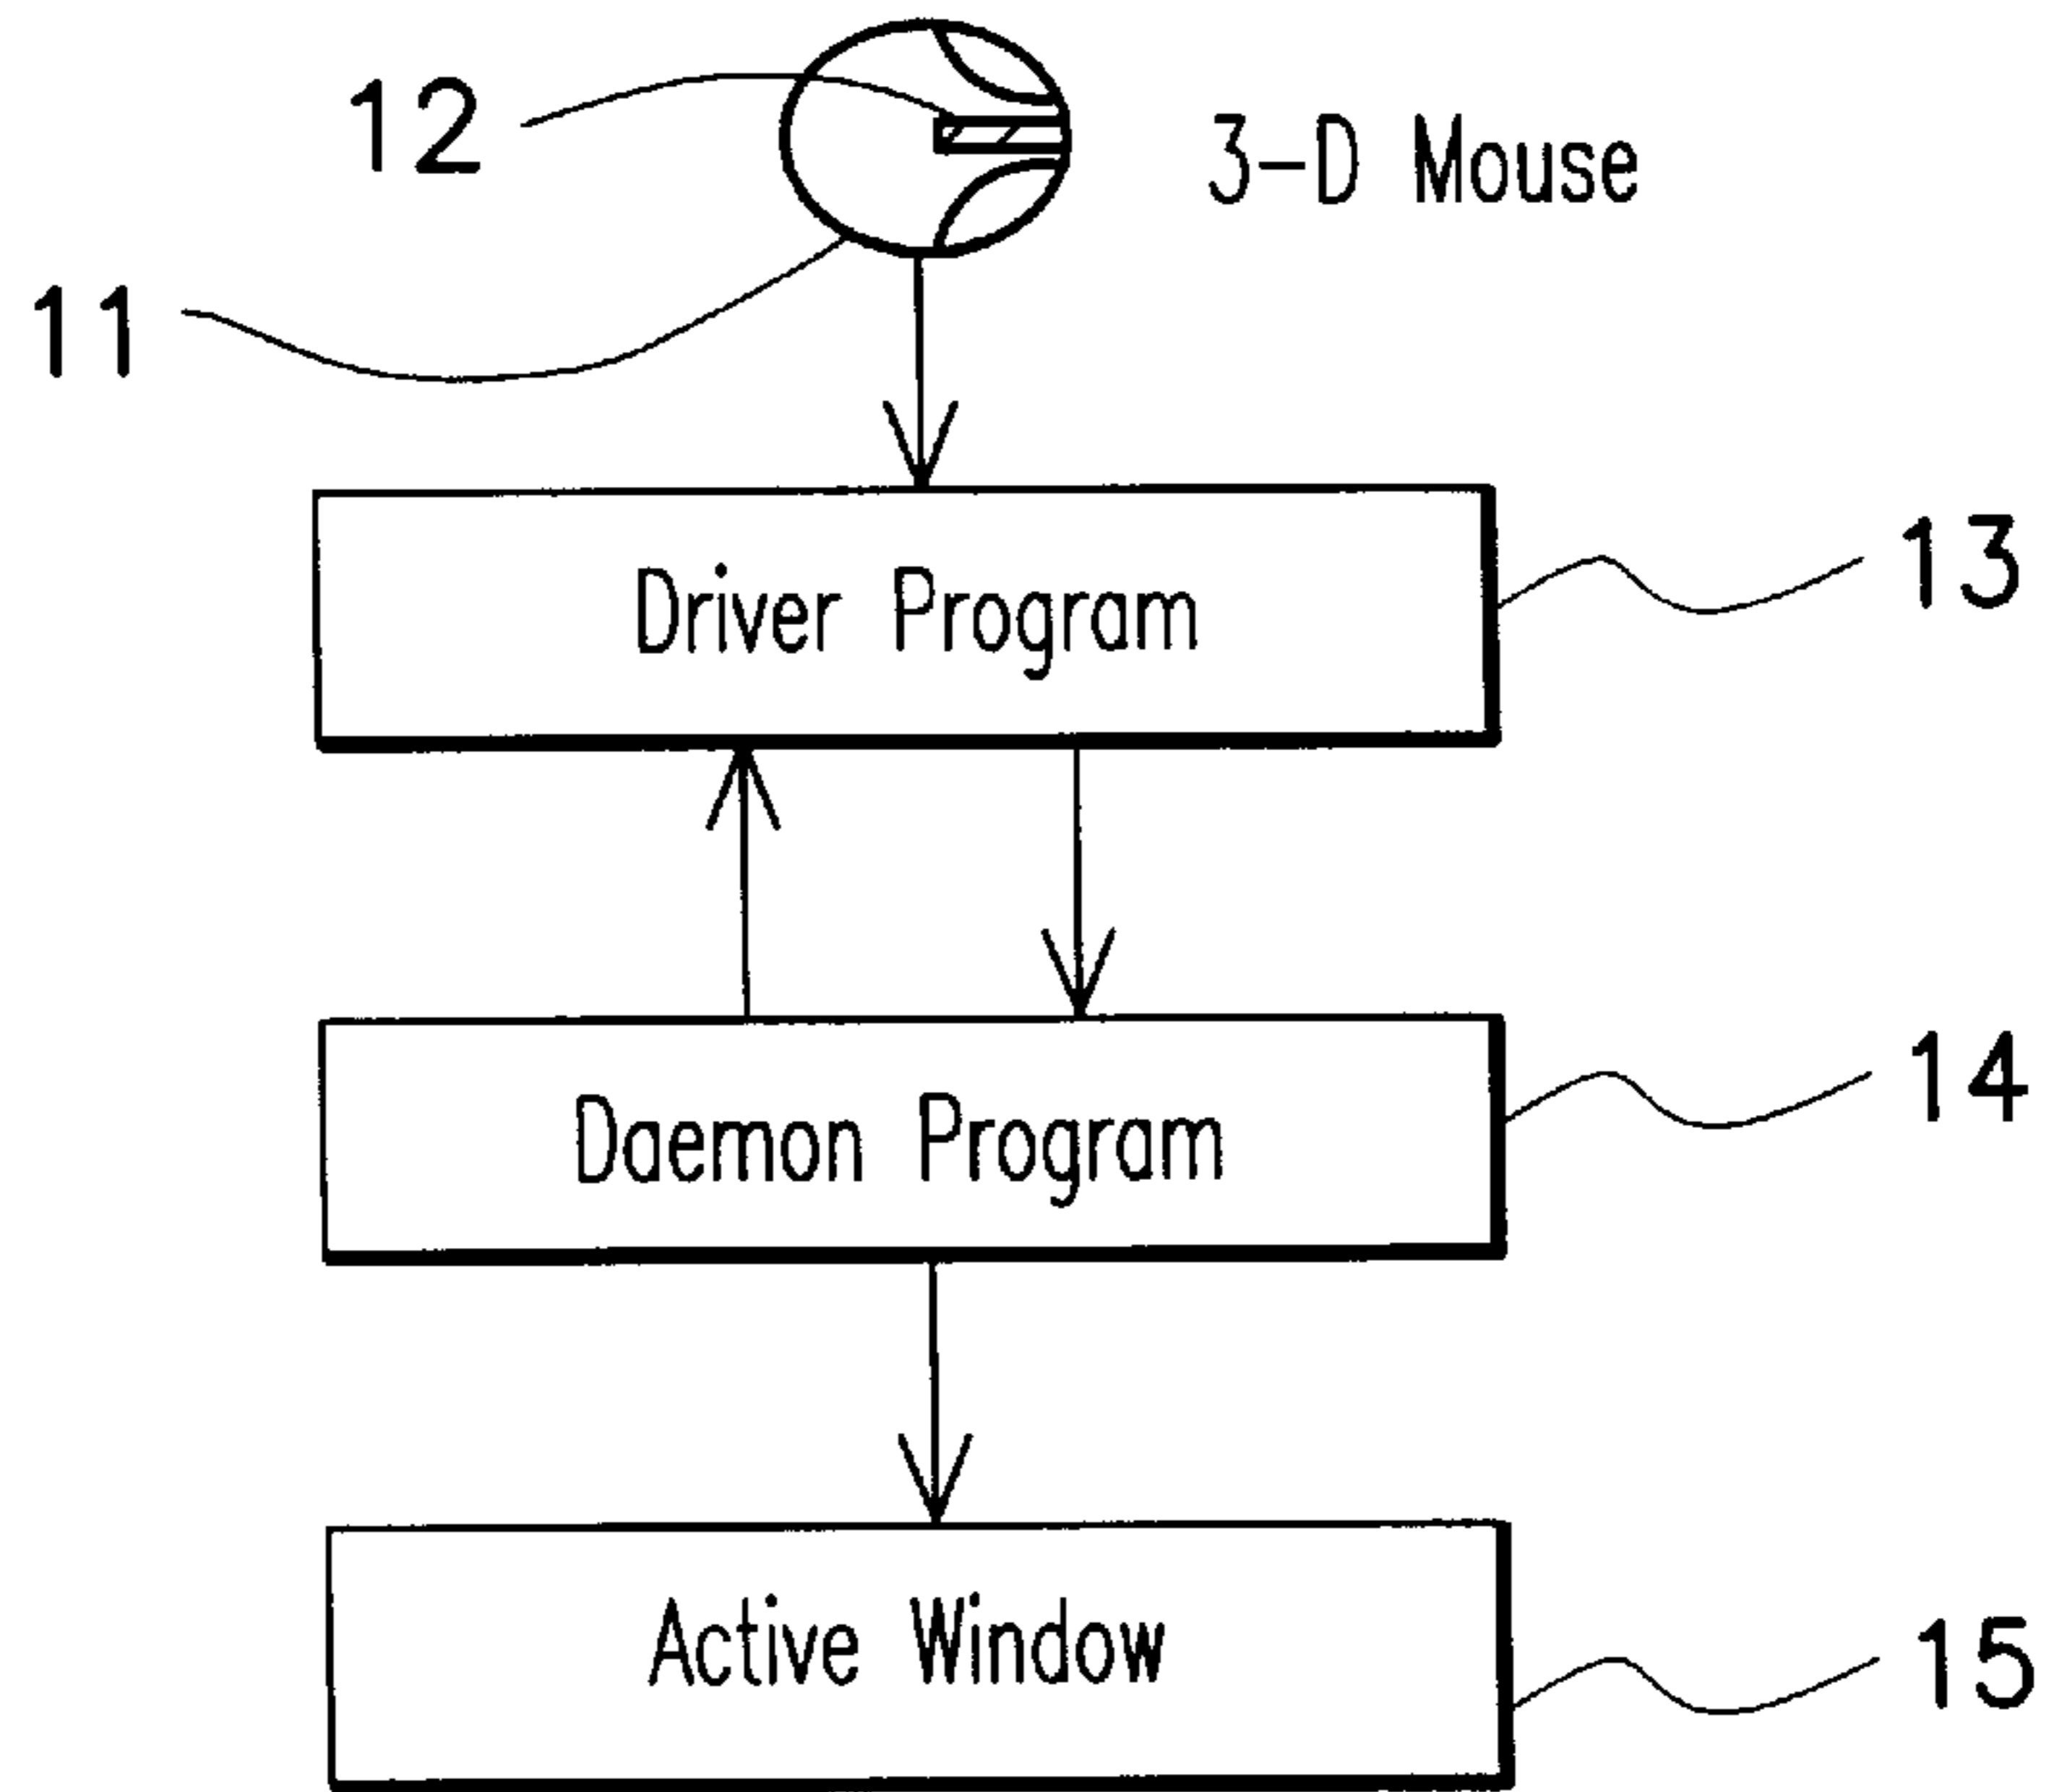 12
3-D Mouse
11
Driver Program
13
Daemon Program
14
Active Window
15